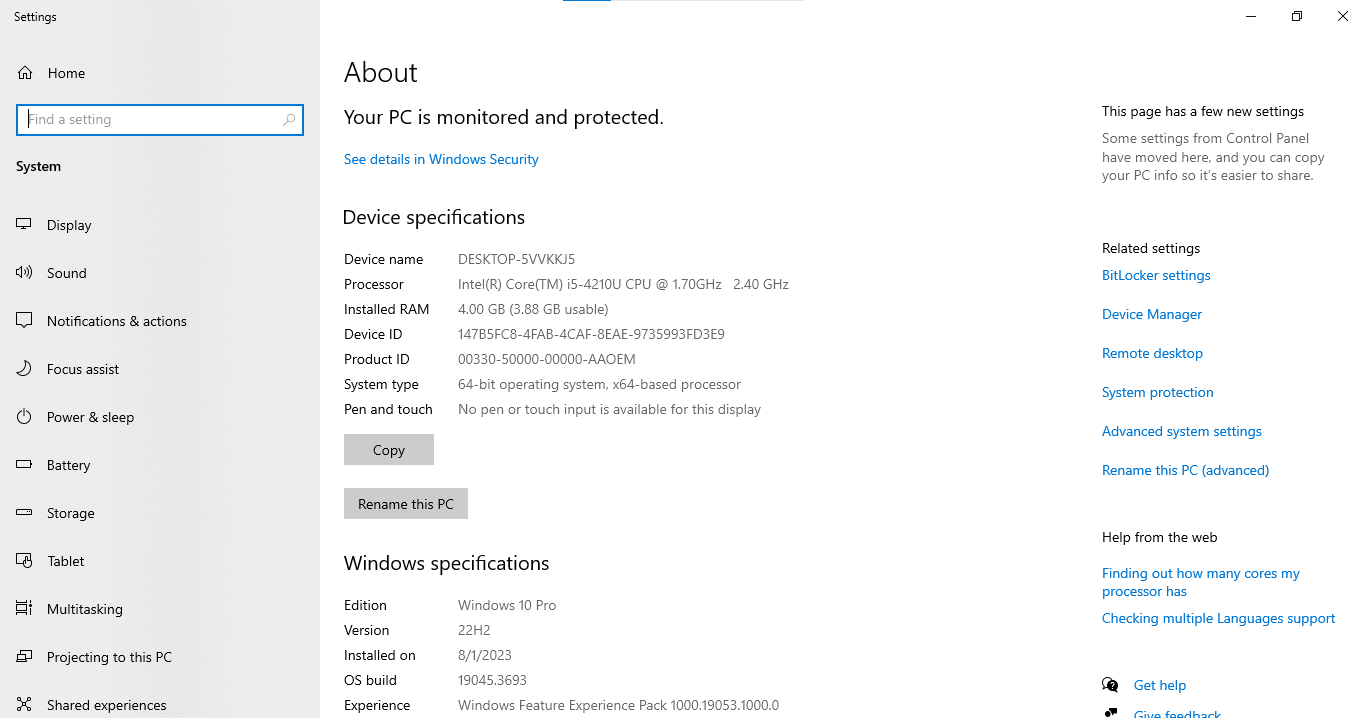 Settings
Home
Find a setting
System
Display
Sound
Notifications & actions
Focus assist
Power & sleep
Battery
Storage
Tablet
Multitasking
Projecting to this PC
Shared experiences
About
Your PC is monitored and protected.
See details in Windows Security
Device specifications
Device name DESKTOP-5VVKKJ5
Processor Intel(R) Core(TM) i5-4210U CPU @ 1.70GHz 2.40 GHz
Installed RAM 4.00 GB (3.88 GB usable)
Device ID 147B5FC8-4FAB-4CAF-8EAE-9735993FD3E9
Product ID 00330-50000-00000-AAOEM
System type 64-bit operating system, x64-based processor
Pen and touch No pen or touch input is available for this display
Copy
Rename this PC
Windows specifications
Edition Windows 10 Pro
Version 22H2
Installed on 8/1/2023
OS build 19045.3693
Experience Windows Feature Experience Pack 1000.19053.1000.0
This page has a few new settings
Some settings from Control Panel
have moved here, and you can copy
your PC info so it’s easier to share.
Related settings
BitLocker settings
Device Manager
Remote desktop
System protection
Advanced system settings
Rename this PC (advanced)
Help from the web
Finding out how many cores my
processor has
Checking multiple Languages support
Get help
Give feedback